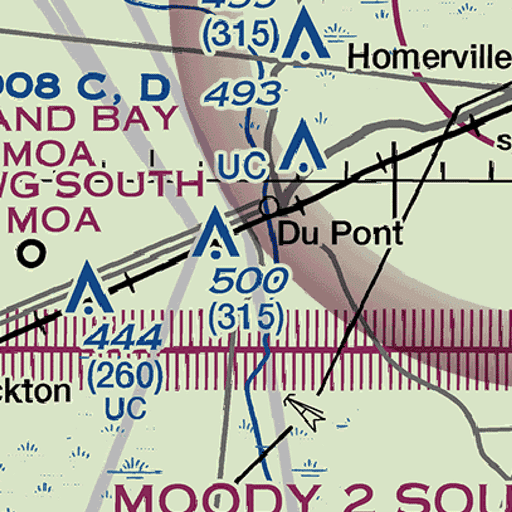 (315)
Homerville
008 C, D
493
AND BAY
MOA
UC
WG SOUTH
MOA
Du Pont
500
(315)
444
(260)
ckton
UC
MOODY 2 SOU